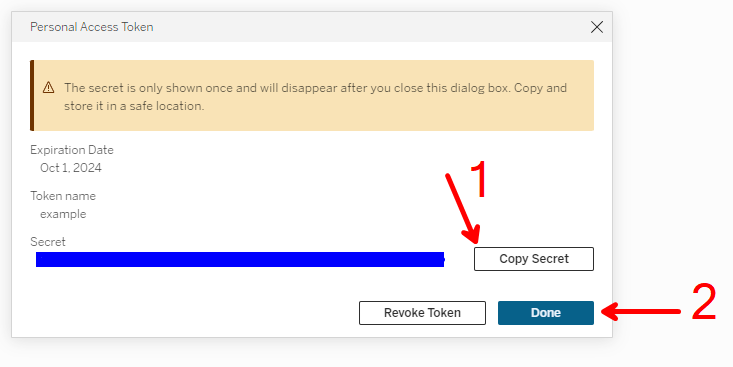 Personal Access Token
The secret is only shown once and will disappear after you close this dialog box. Copy and
store it in a safe location.
Expiration Date
Oct 1, 2024
Token name
example
1
Secret
Copy Secret
Revoke Token
Done
2